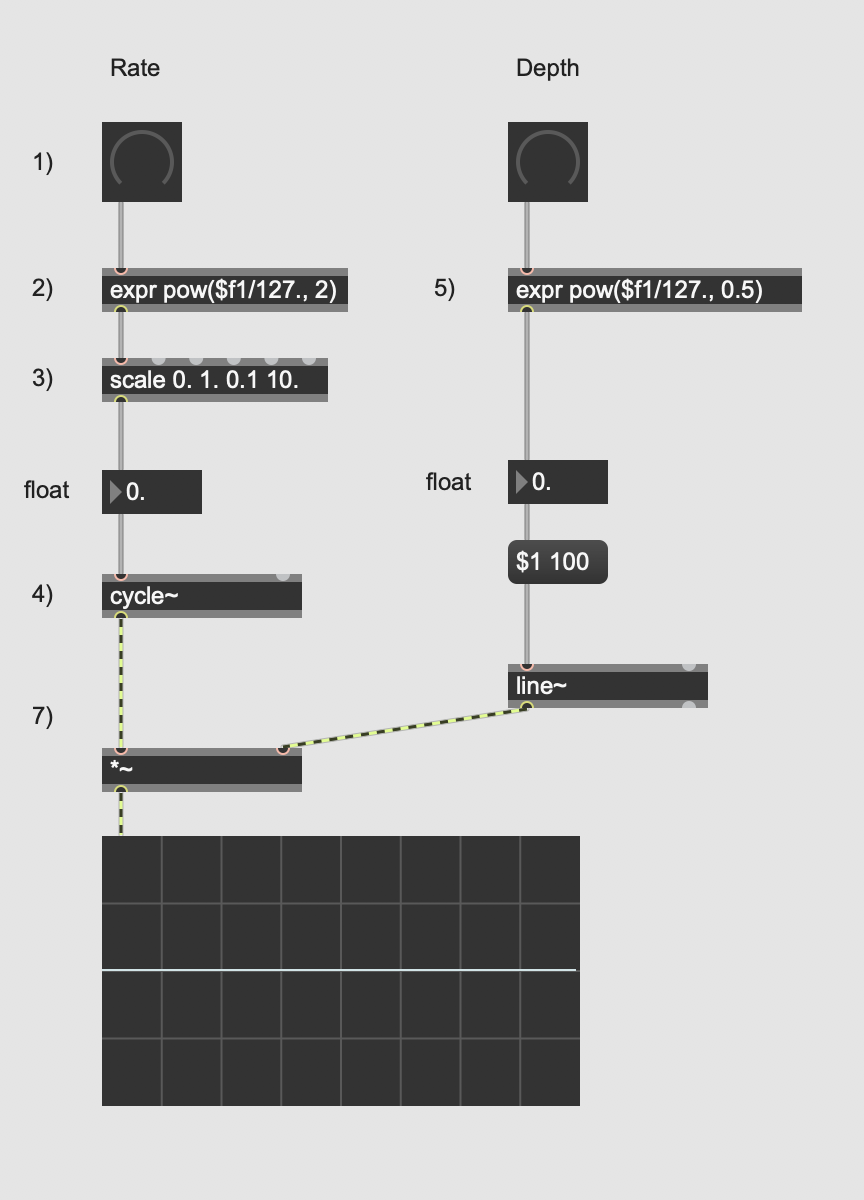 Rate
Depth
1)
2)
expr pow($f1/127., 2)
5)
expr pow($f1/127., 0.5)
3)
scale 0. 1. 0.1 10.
float
0.
float
0.
$1 100
4)
cycle~
line~
7)
*~